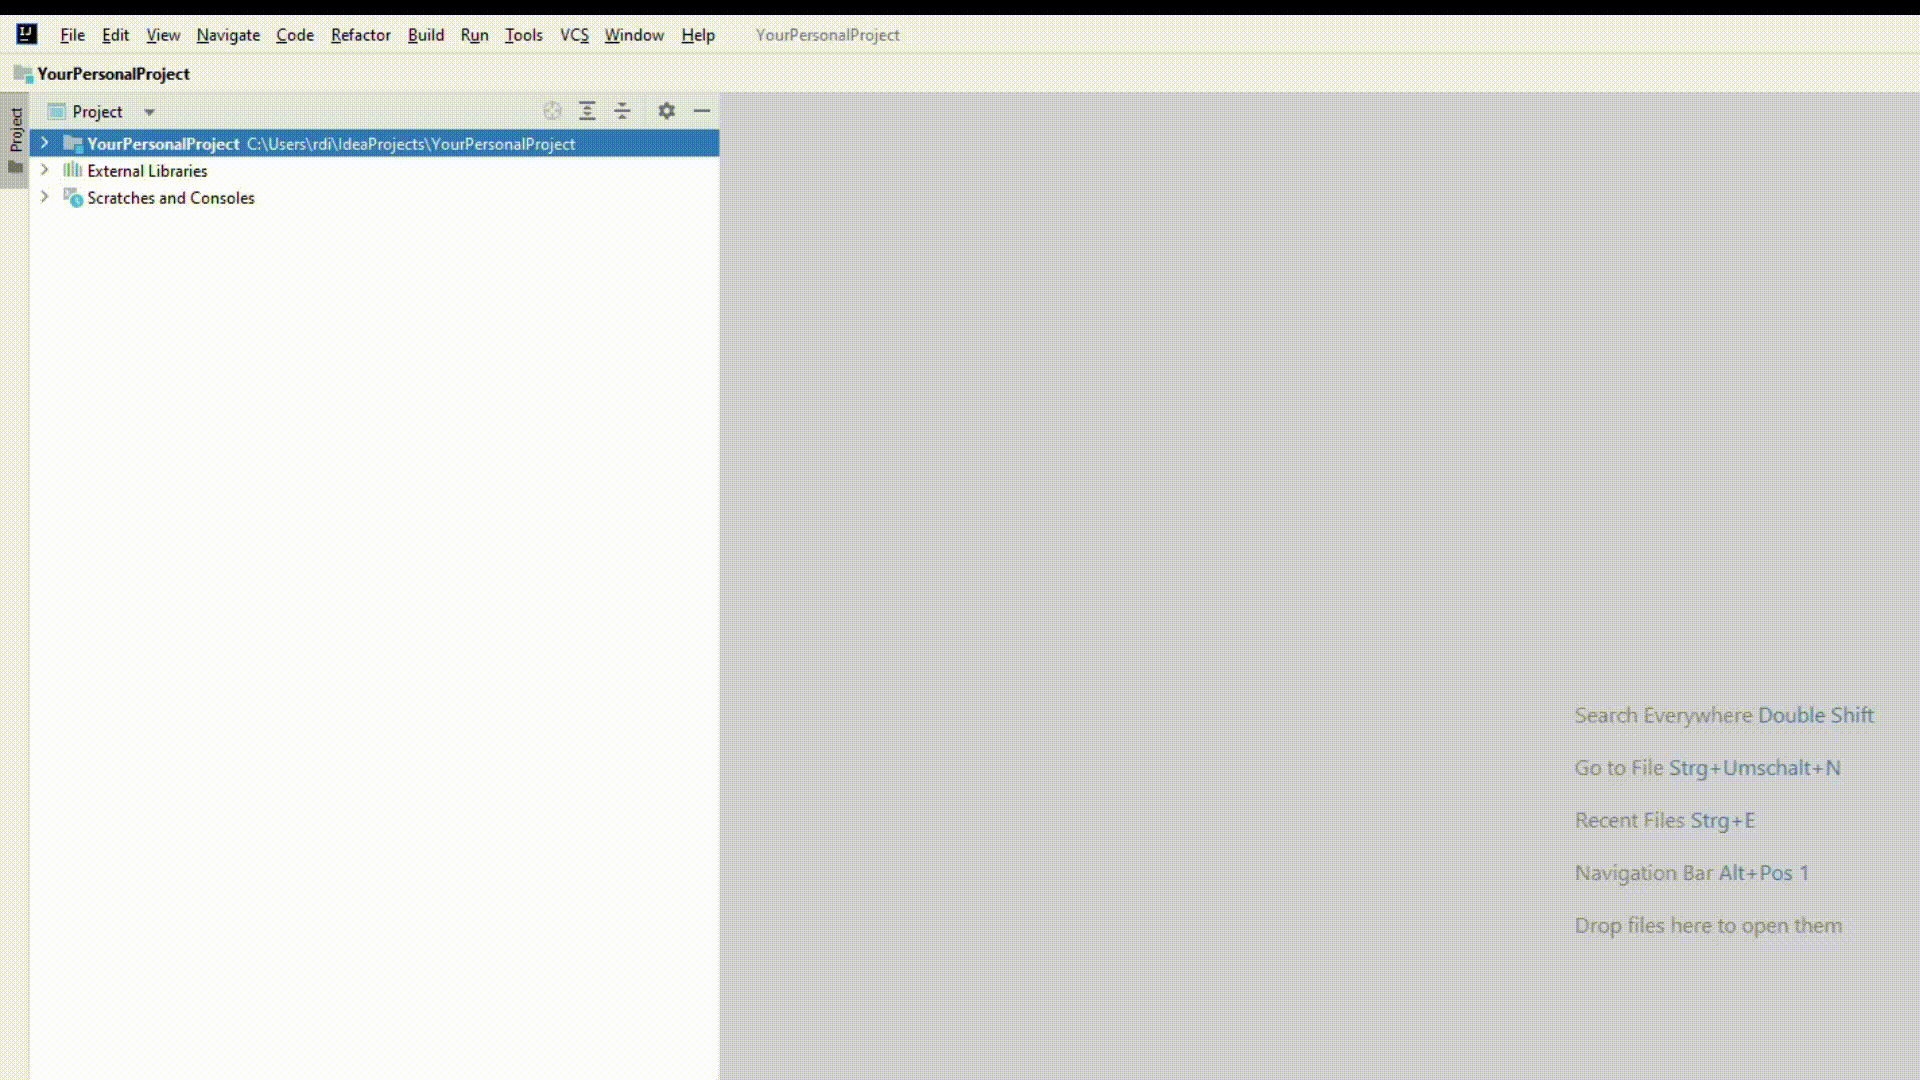 IJ
File Edit View Navigate Code Refactor Build Run Tools VCS Window Help YourPersonalProject
YourPersonalProject
Project
Project
YourPersonalProject C:\Users\rdi\IdeaProjects\YourPersonalProject
External Libraries
Scratches and Consoles
Search Everywhere Double Shift
Go to File Strg+Umschalt+N
Recent Files Strg+E
Navigation Bar Alt+Pos 1
Drop files here to open them